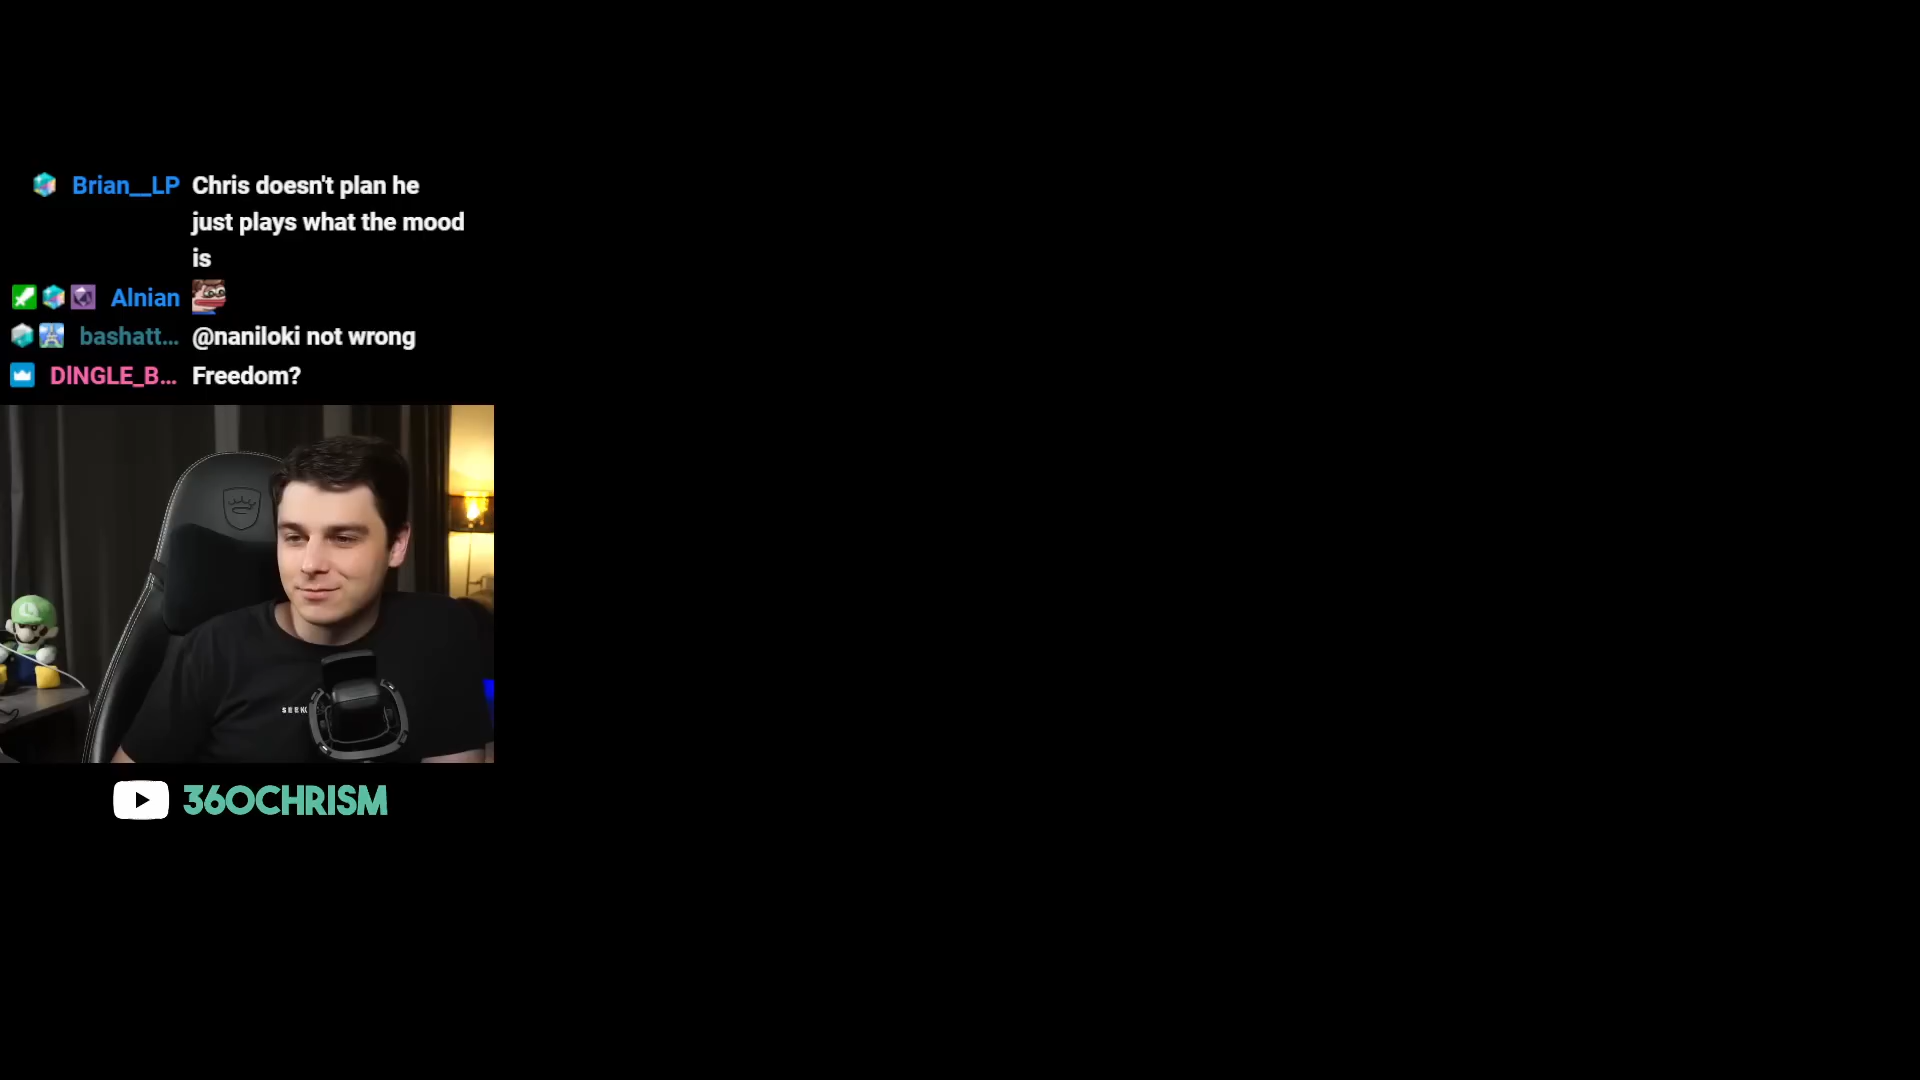 Brian__LP Chris doesn't plan he
just plays what the mood
is
Alnian
bashatt... @naniloki not wrong
DINGLE_B... Freedom?
360CHRISM